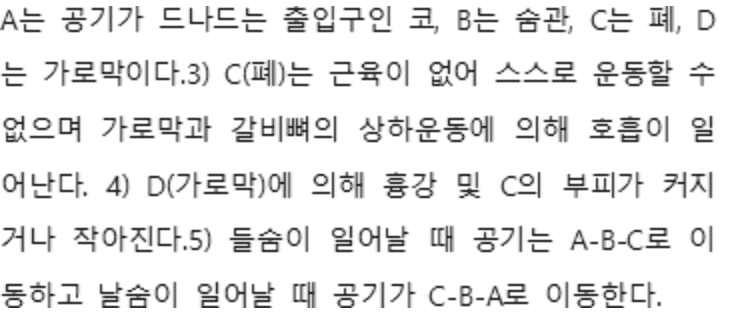 A는 공기가 드나드는 출입구인 코, B는 숨관, C는 폐, D
는 가로막이다.3) C(폐)는 근육이 없어 스스로 운동할 수
없으며 가로막과 갈비뼈의 상하운동에 의해 호흡이 일
어난다. 4) D(가로막)에 의해 흉강 및 C의 부피가 커지
거나 작아진다.5) 들숨이 일어날 때 공기는 A-B-C로 이
동하고 날숨이 일어날 때 공기가 C-B-A로 이동한다.